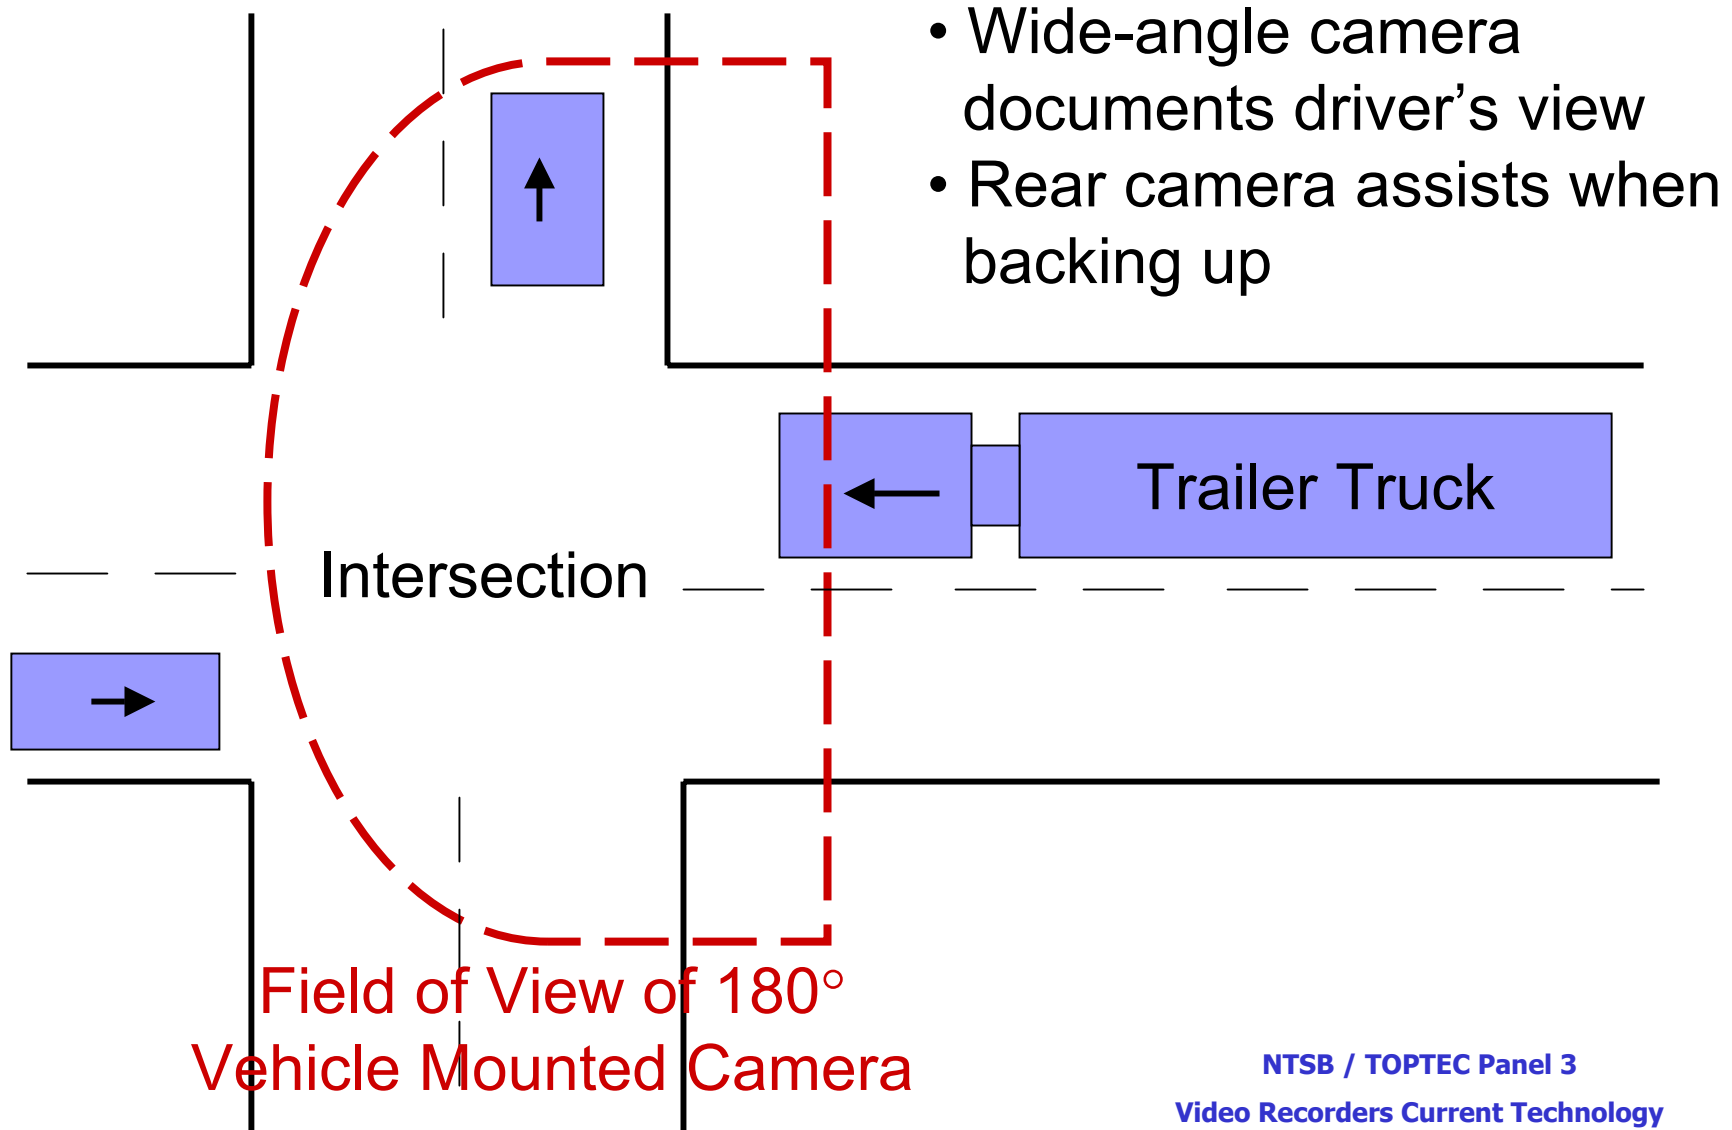 • Wide-angle camera
documents driver’s view
• Rear camera assists when
backing up
Trailer Truck
Intersection
Field of View of 180°
Vehicle Mounted Camera
NTSB / TOPTEC Panel 3
Video Recorders Current Technology